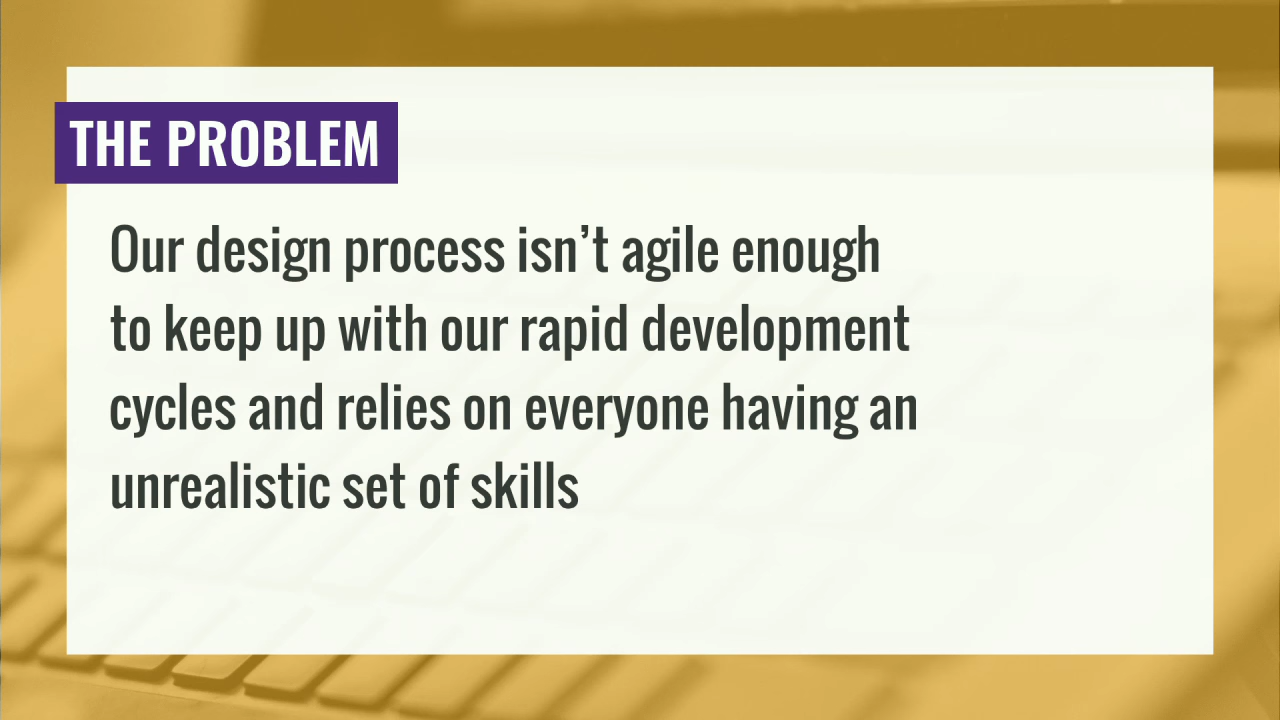 THE PROBLEM
Our design process isn’t agile enough
to keep up with our rapid development
cycles and relies on everyone having an
unrealistic set of skills